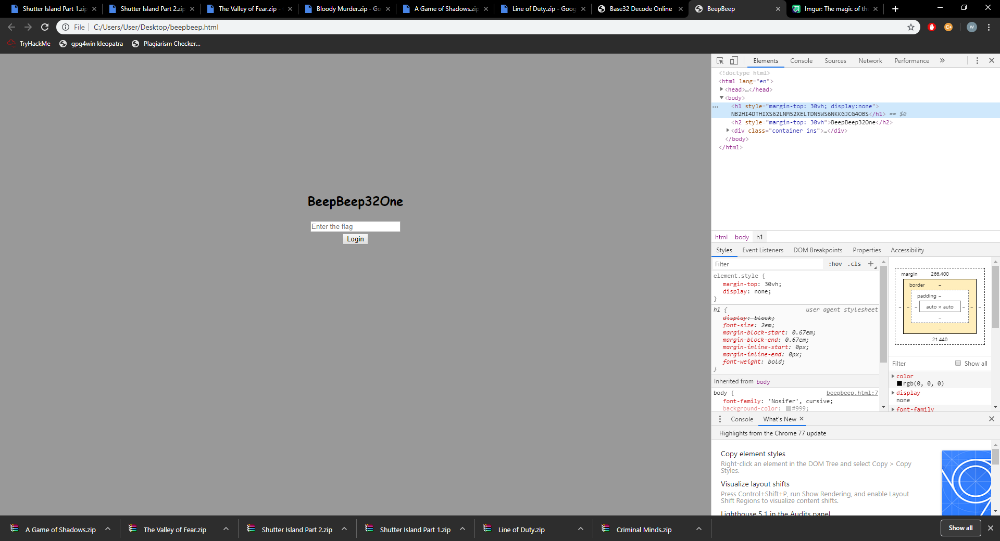 Shutter Island Part 1.zip
Shutter Island Part 2.zip
The Valley of Fear.zip -
Bloody Murder.zip - Go
A Game of Shadows.zip
Line of Duty.zip - Goog
Base32 Decode Online
BeepBeep
Imgur: The magic of th
File C:/Users/User/Desktop/beepbeep.html
W
TryHackMe
gpg4win kleopatra
Plagiarism Checker...
BeepBeep32One
Enter the flag
Login
Elements Console Sources Network Performance »
<!doctype html>
<html lang="en">
<head>…</head>
<body>
... <h1 style="margin-top: 30vh; display:none">
NB2HI4DTHIXS62LNM52XELTDN5WS6NKKGJCG4OBS</h1> == $0
<h2 style="margin-top: 30vh">BeepBeep32One</h2>
<div class="container ins">…</div>
</body>
</html>
html body h1
Styles Event Listeners DOM Breakpoints Properties Accessibility
Filter :hov .cls +
element.style {
margin-top: 30vh;
display: none;
}
h1 { user agent stylesheet
display: block;
font-size: 2em;
margin-block-start: 0.67em;
margin-block-end: 0.67em;
margin-inline-start: 0px;
margin-inline-end: 0px;
font-weight: bold;
}
Inherited from body
body { beepbeep.html:7
font-family: 'Nosifer', cursive;
background-color: #999;
margin 266.400
border –
padding –
– – – auto × auto – – –
–
–
21.440
Filter Show all
color
rgb(0, 0, 0)
display
none
font-family
Console What's New
Highlights from the Chrome 77 update
Copy element styles
Right-click an element in the DOM Tree and select Copy > Copy
Styles.
Visualize layout shifts
Press Control+Shift+P, run Show Rendering, and enable Layout
Shift Regions to visualize content shifts.
Lighthouse 5.1 in the Audits panel
A Game of Shadows.zip
The Valley of Fear.zip
Shutter Island Part 2.zip
Shutter Island Part 1.zip
Line of Duty.zip
Criminal Minds.zip
Show all